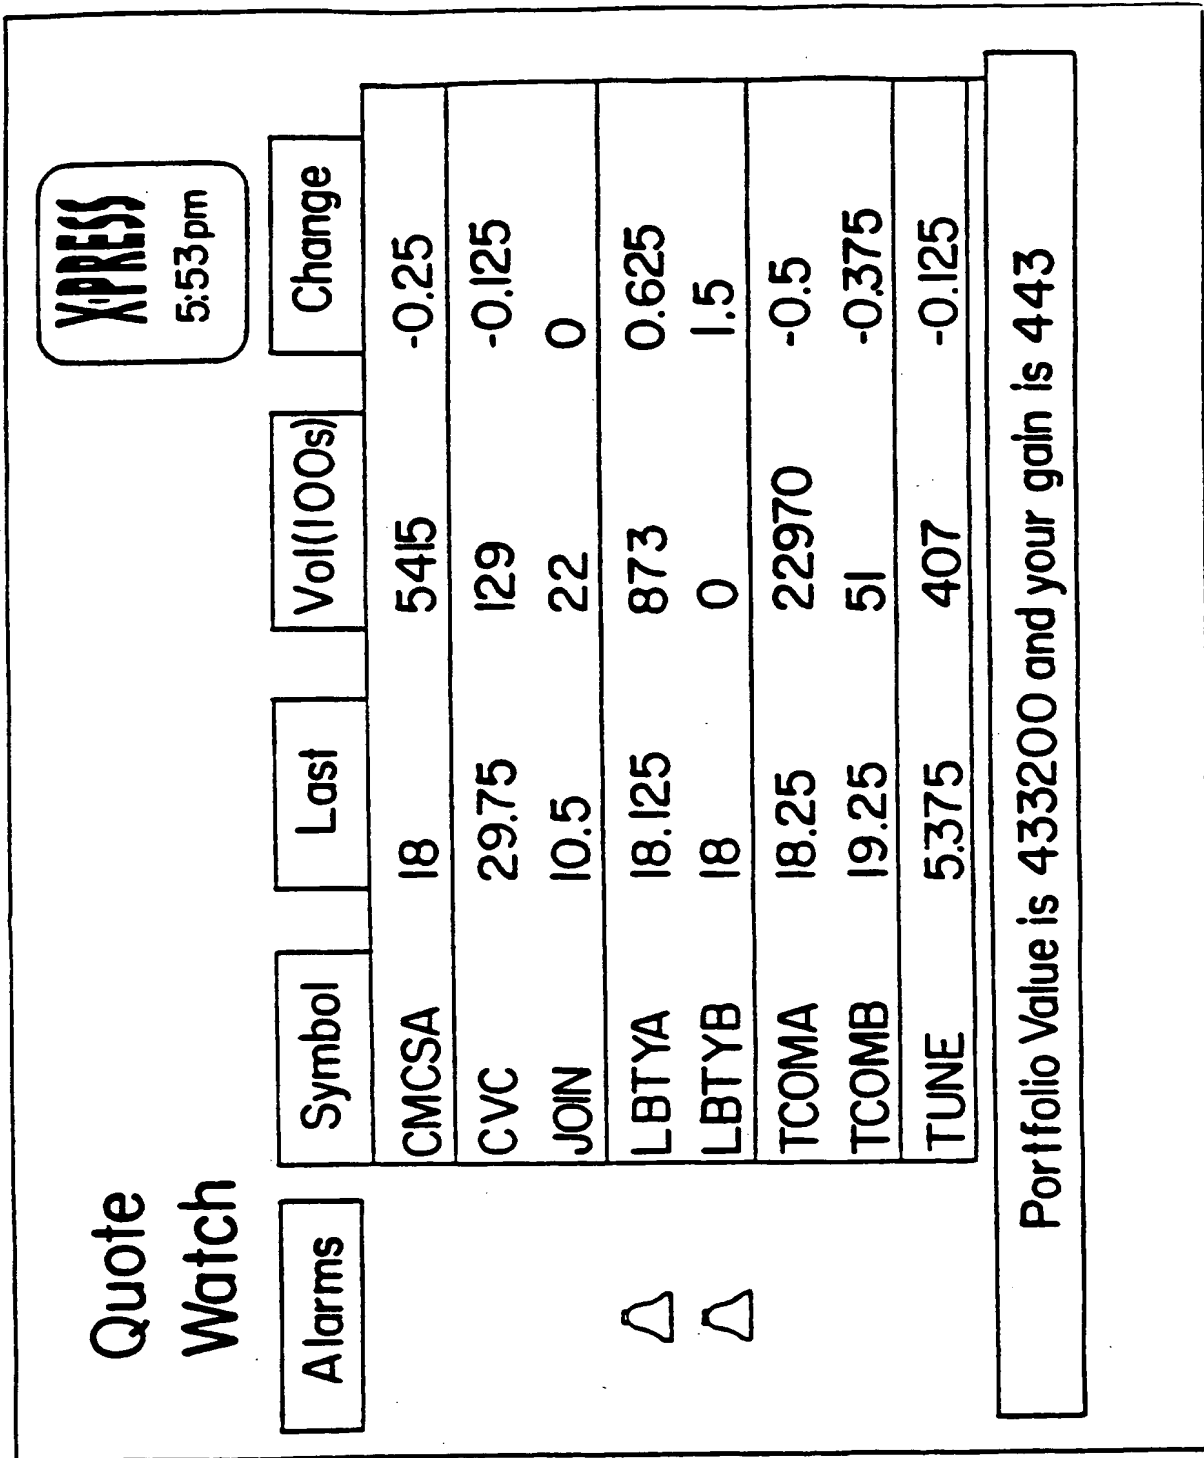 Quote
Watch
X·PRESS
5:53pm
Alarms Symbol Last Vol(100s) Change
CMCSA 18 5415 -0.25
CVC 29.75 129 -0.125
JOIN 10.5 22 0
LBTYA 18.125 873 0.625
LBTYB 18 0 1.5
TCOMA 18.25 22970 -0.5
TCOMB 19.25 51 -0.375
TUNE 5.375 407 -0.125
Portfolio Value is 433200 and your gain is 443